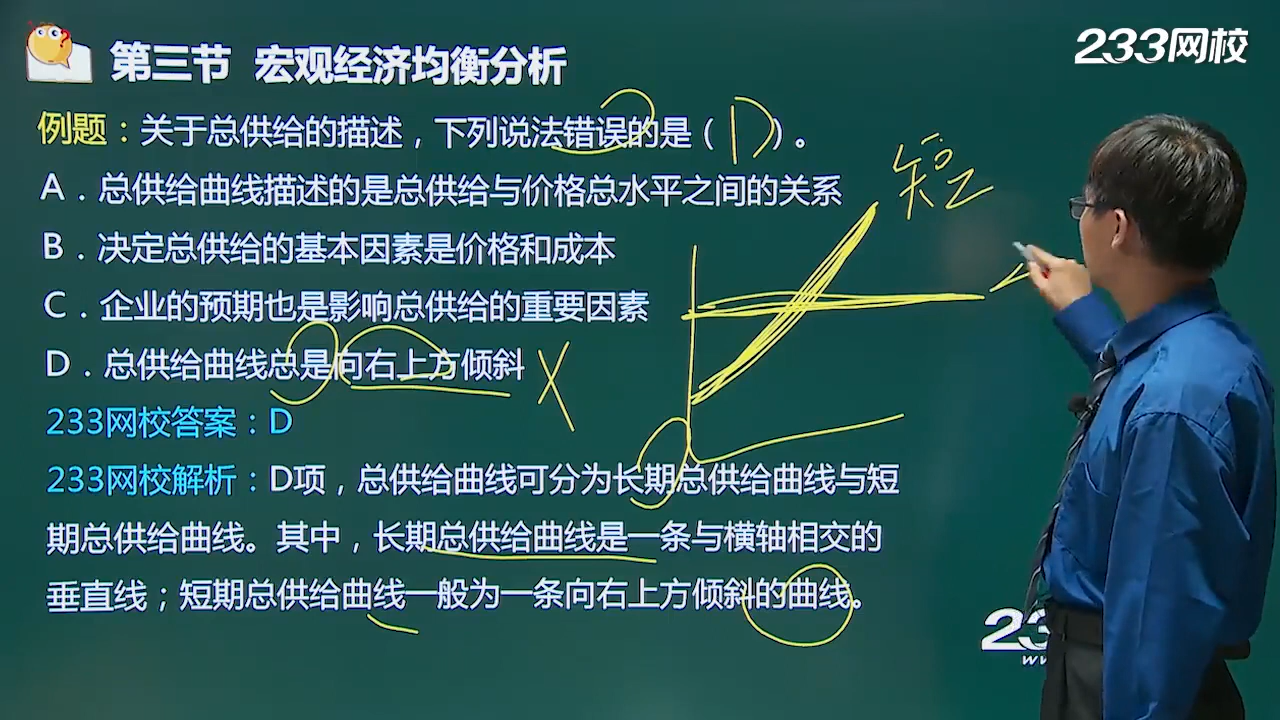 第三节 宏观经济均衡分析
233网校
例题：关于总供给的描述，下列说法错误的是（D）。
A．总供给曲线描述的是总供给与价格总水平之间的关系
短
B．决定总供给的基本因素是价格和成本
C．企业的预期也是影响总供给的重要因素
D．总供给曲线总是向右上方倾斜
233网校答案：D
233网校解析：D项，总供给曲线可分为长期总供给曲线与短
期总供给曲线。其中，长期总供给曲线是一条与横轴相交的
垂直线；短期总供给曲线一般为一条向右上方倾斜的曲线。